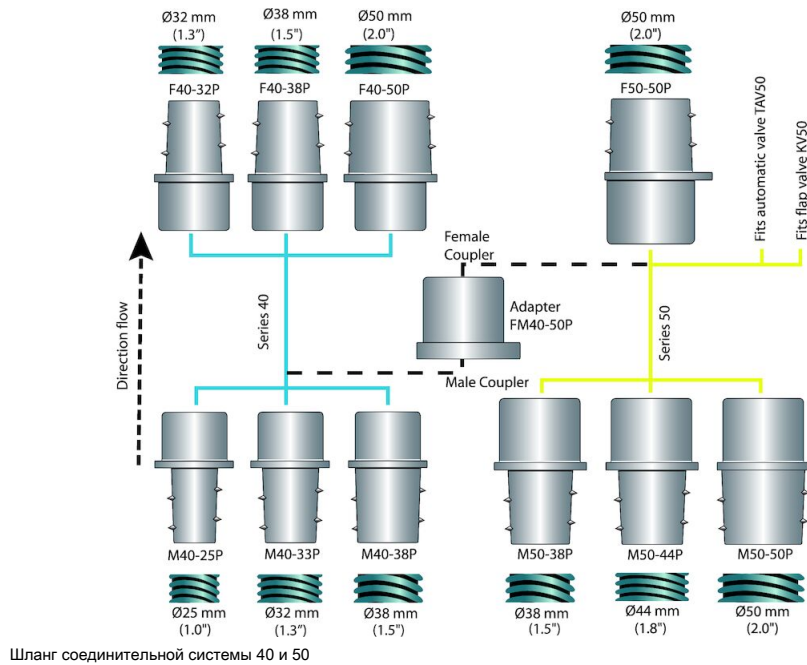 Ø32 mm
(1.3”)
Ø38 mm
(1.5")
Ø50 mm
(2.0")
Ø50 mm
(2.0")
F40-32P
F40-38P
F40-50P
F50-50P
Fits automatic valve TAV50
Fits flap valve KV50
Direction flow
Series 40
Female
Coupler
Adapter
FM40-50P
Male Coupler
Series 50
M40-25P
M40-33P
M40-38P
M50-38P
M50-44P
M50-50P
Ø25 mm
(1.0")
Ø32 mm
(1.3")
Ø38 mm
(1.5")
Ø38 mm
(1.5")
Ø44 mm
(1.8")
Ø50 mm
(2.0")
Шланг соединительной системы 40 и 50